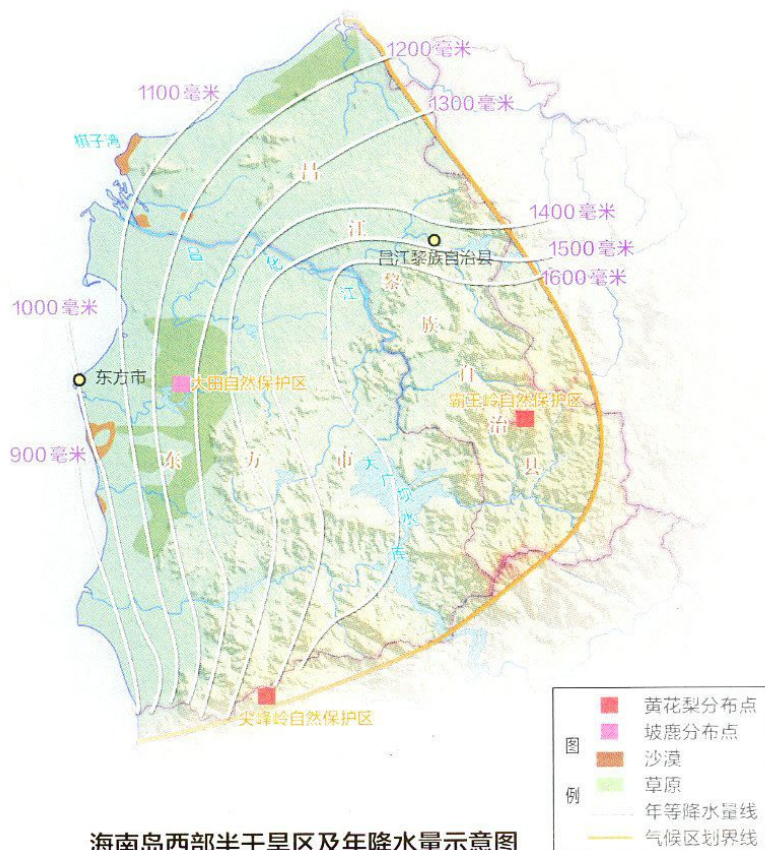 1200毫米
1100毫米
1300毫米
棋子湾
昌
江
黎
族
自
治
县
1400毫米
昌江黎族自治县
1500毫米
1600毫米
昌
化
江
1000毫米
东方市
大田自然保护区
霸王岭自然保护区
900毫米
东
方
市
大
广
坝
水
库
尖峰岭自然保护区
图
例
黄花梨分布点
坡鹿分布点
沙漠
草原
年等降水量线
气候区划界线
海南岛西部半干旱区及年降水量示意图